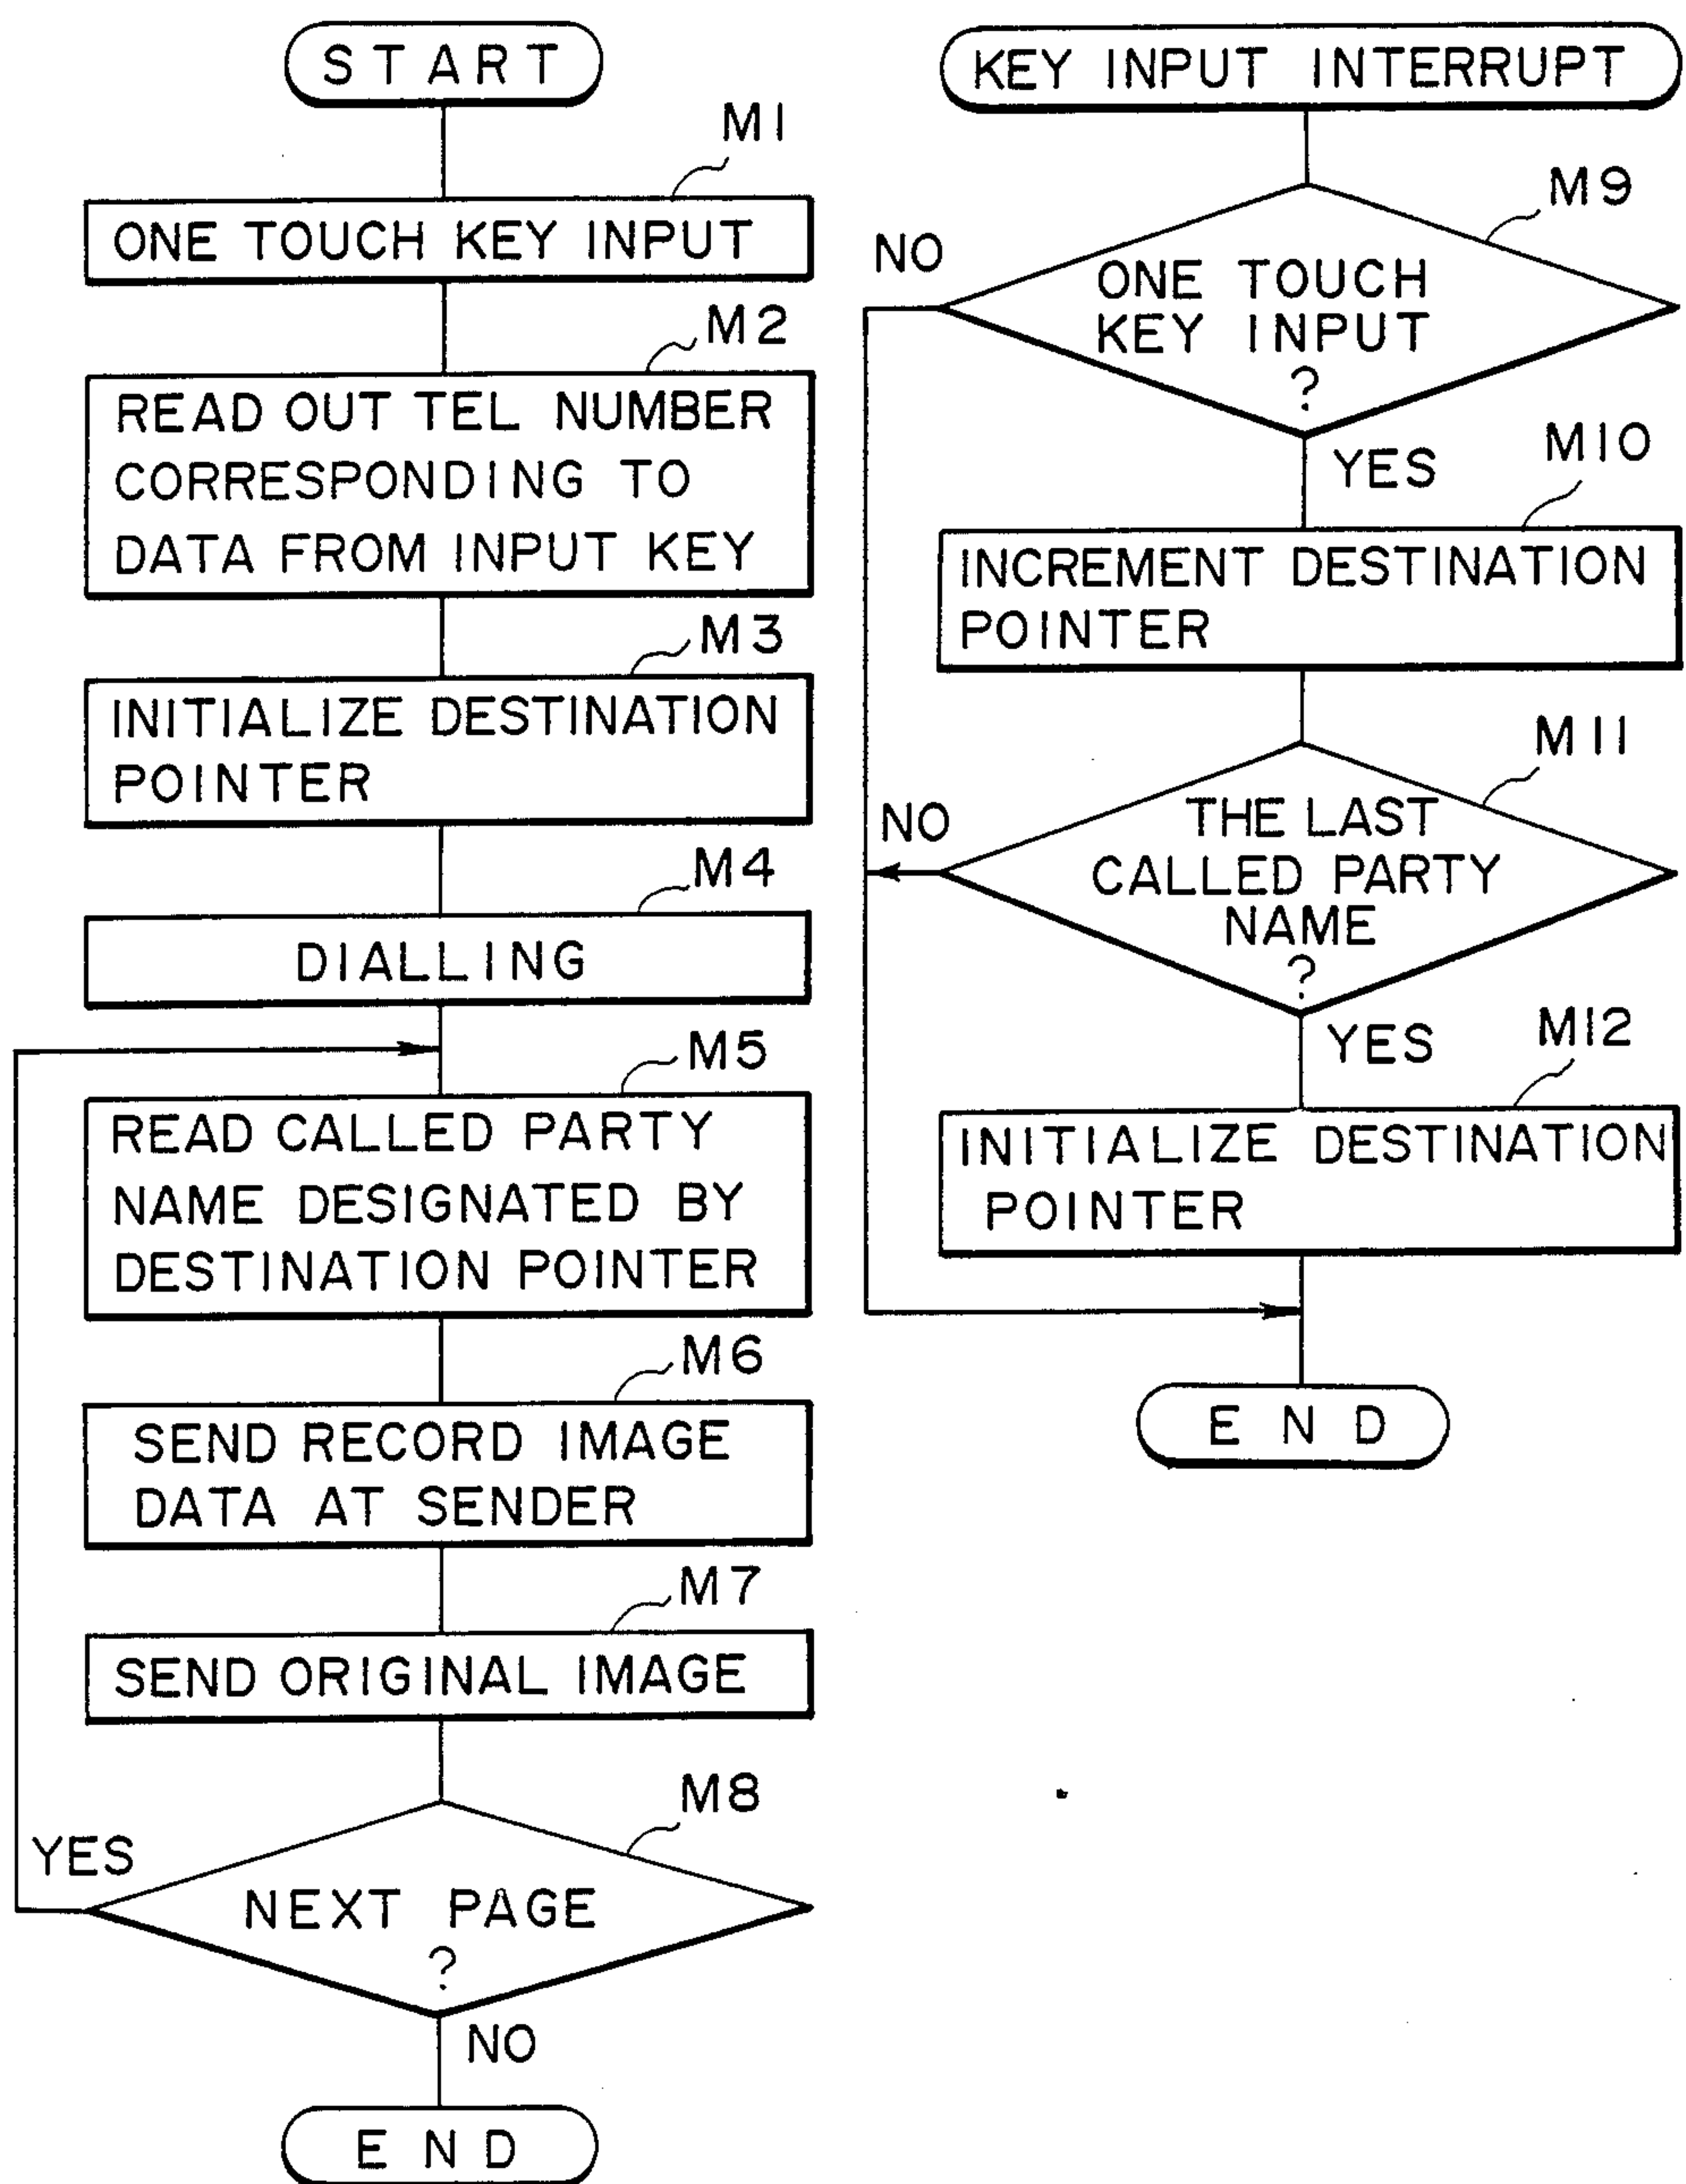 START
M1
ONE TOUCH KEY INPUT
M2
READ OUT TEL NUMBER
CORRESPONDING TO
DATA FROM INPUT KEY
M3
INITIALIZE DESTINATION
POINTER
M4
DIALLING
M5
READ CALLED PARTY
NAME DESIGNATED BY
DESTINATION POINTER
M6
SEND RECORD IMAGE
DATA AT SENDER
M7
SEND ORIGINAL IMAGE
M8
YES
NEXT PAGE
?
NO
END
KEY INPUT INTERRUPT
M9
NO
ONE TOUCH
KEY INPUT
?
YES
M10
INCREMENT DESTINATION
POINTER
M11
NO
THE LAST
CALLED PARTY
NAME
?
YES
M12
INITIALIZE DESTINATION
POINTER
END